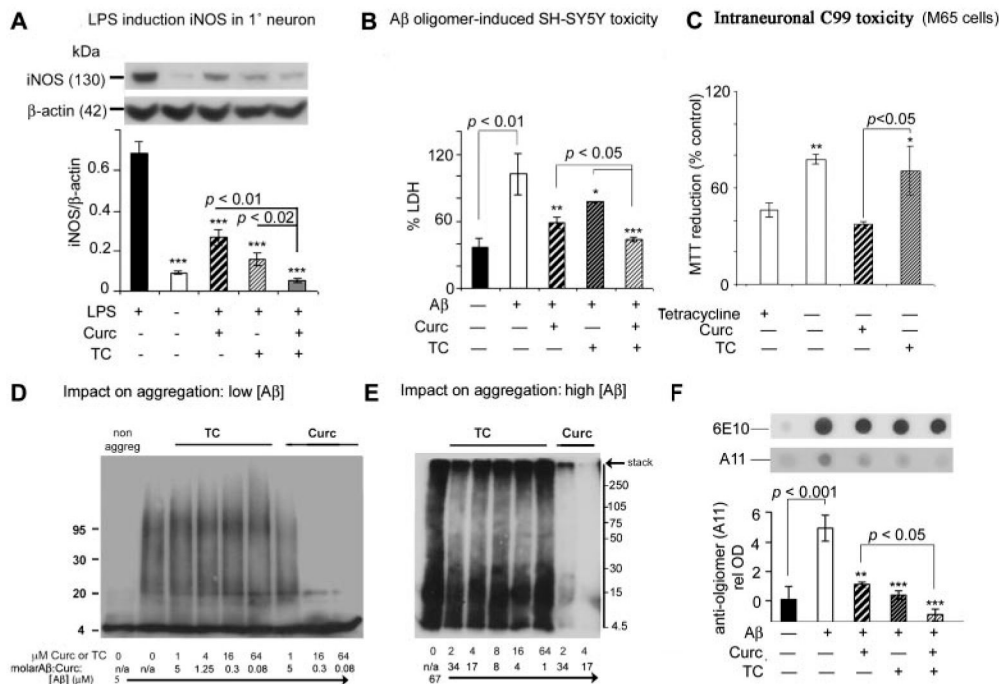 A LPS induction iNOS in 1˚ neuron
kDa
iNOS (130)
β-actin (42)
iNOS/β-actin
0.6
0.4
0.2
0
p < 0.01
p < 0.02
***
***
***
***
LPS + - + + +
Curc - - + - +
TC - - - + +
B Aβ oligomer-induced SH-SY5Y toxicity
% LDH
120
60
0
p < 0.01
p < 0.05
**
*
***
Aβ — + + + +
Curc — — + — +
TC — — — + +
C Intraneuronal C99 toxicity (M65 cells)
MTT reduction (% control)
120
60
0
p<0.05
**
*
Tetracycline + — — —
Curc — — + —
TC — — — +
D Impact on aggregation: low [Aβ]
non
aggreg
TC Curc
95
20
4
μM Curc or TC 0 0 1 4 16 64 1 16 64
molarAβ:Curc: n/a n/a 5 1.25 0.3 0.08 5 0.3 0.08
[Aβ] (μM) 5
E Impact on aggregation: high [Aβ]
TC Curc
stack
250
105
75
50
30
15
4.5
0 2 4 8 16 64 2 4
n/a 34 17 8 4 1 34 17
67
F
6E10
A11
anti-olgiomer (A11)
rel OD
6
4
2
0
p < 0.001
p < 0.05
**
***
***
Aβ — + + + +
Curc — — + — +
TC — — — + +